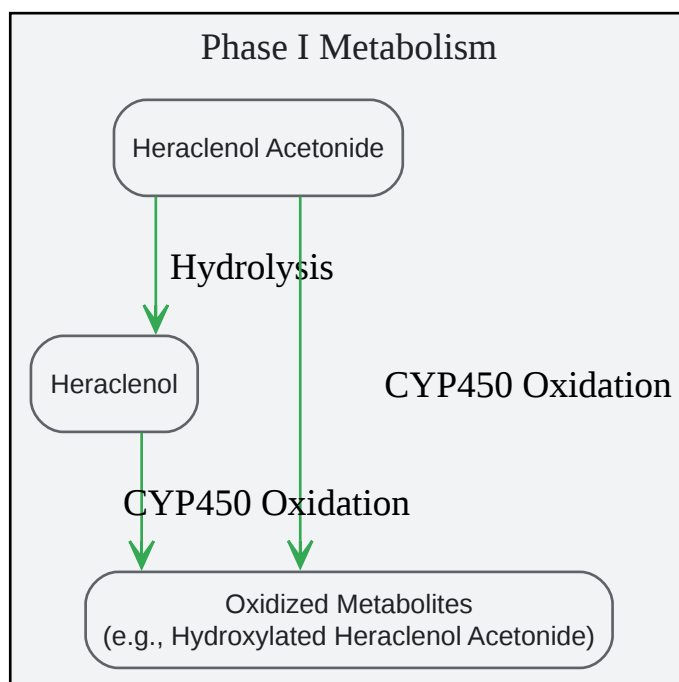 Phase I Metabolism
Heraclenol Acetonide
Hydrolysis
Heraclenol
CYP450 Oxidation
CYP450 Oxidation
Oxidized Metabolites
(e.g., Hydroxylated Heraclenol Acetonide)